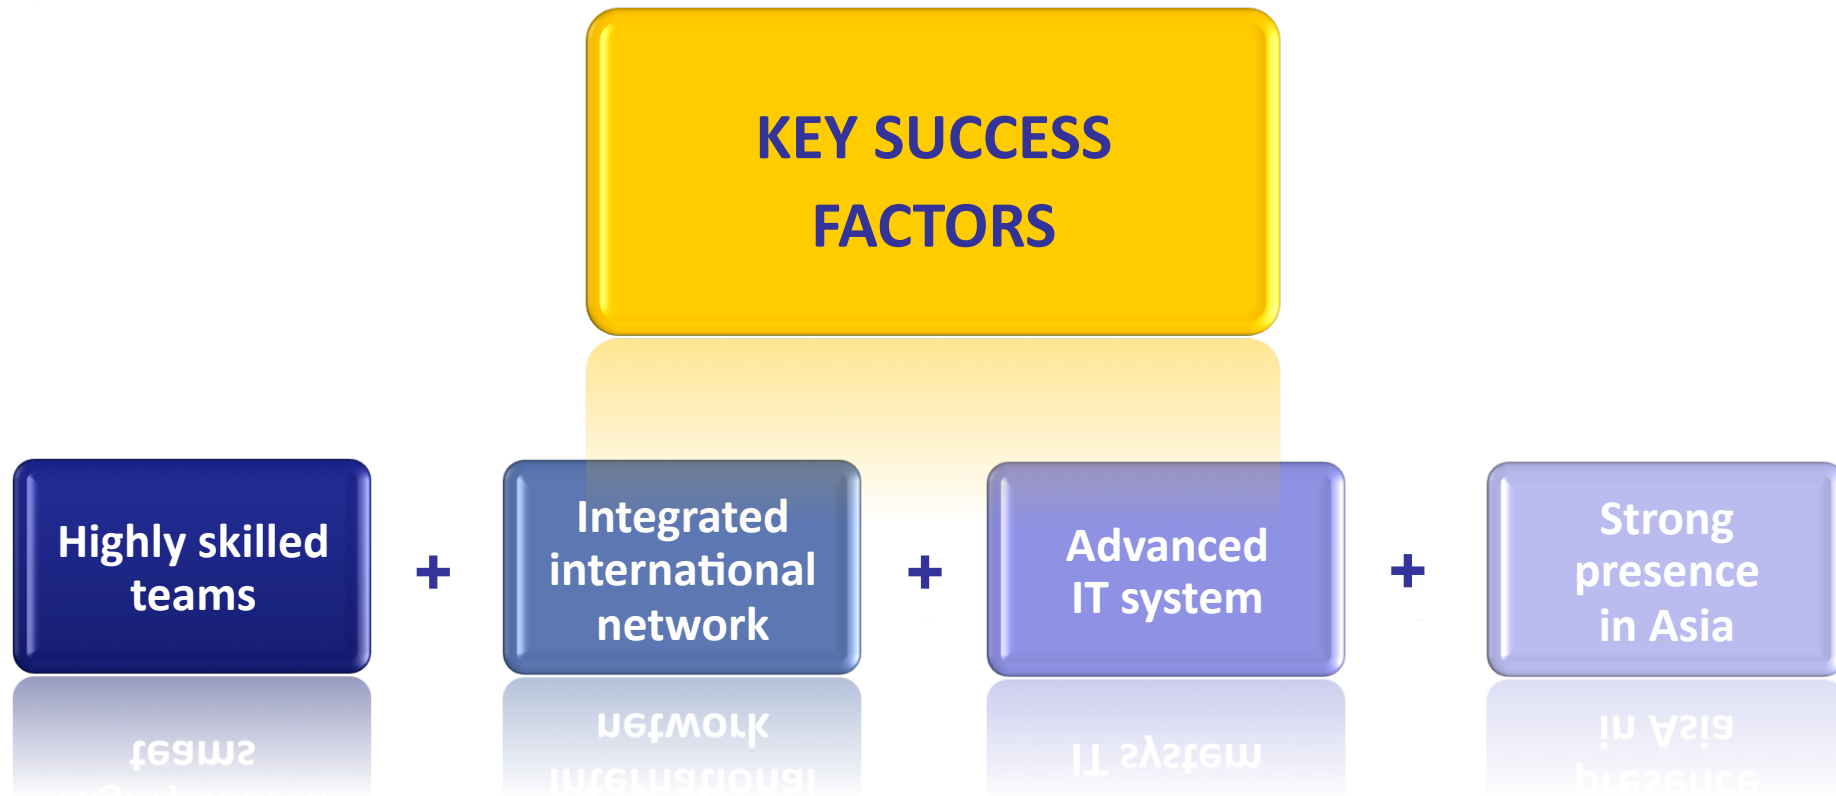 KEY SUCCESS
FACTORS
Highly skilled
teams
+
Integrated
international
network
+
Advanced
IT system
+
Strong
presence
in Asia